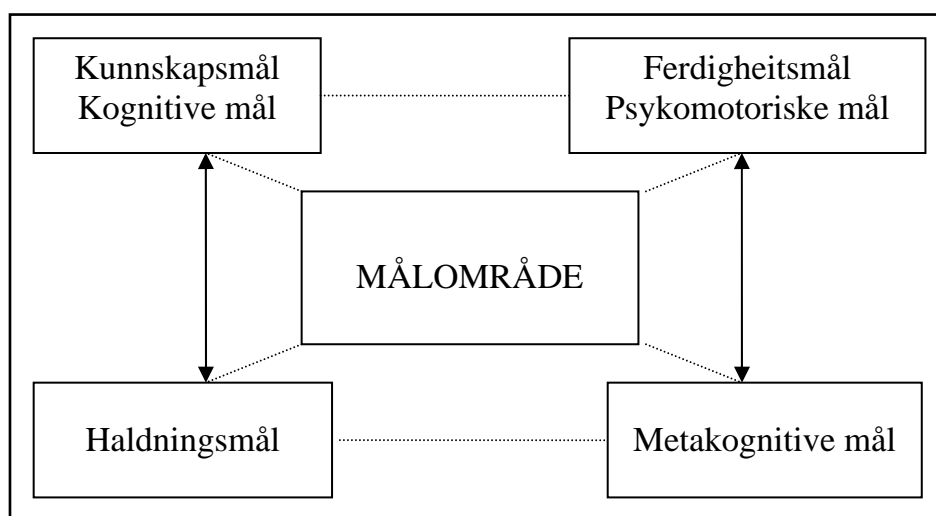 Kunnskapsmål
Kognitive mål
Ferdigheitsmål
Psykomotoriske mål
MÅLOMRÅDE
Haldningsmål
Metakognitive mål